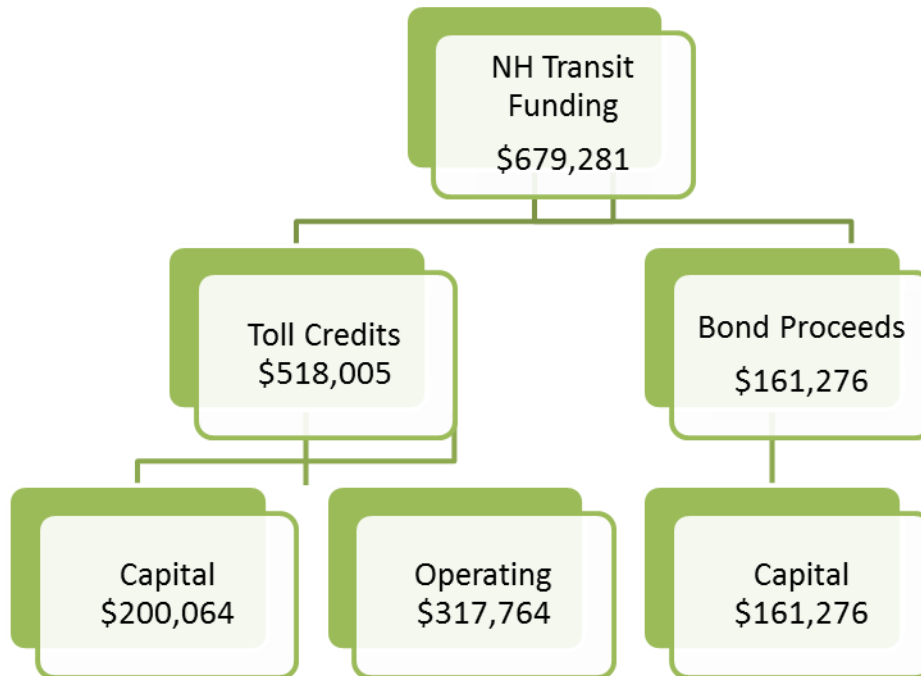 NH Transit
Funding
$679,281
Toll Credits
$518,005
Bond Proceeds
$161,276
Capital
$200,064
Operating
$317,764
Capital
$161,276